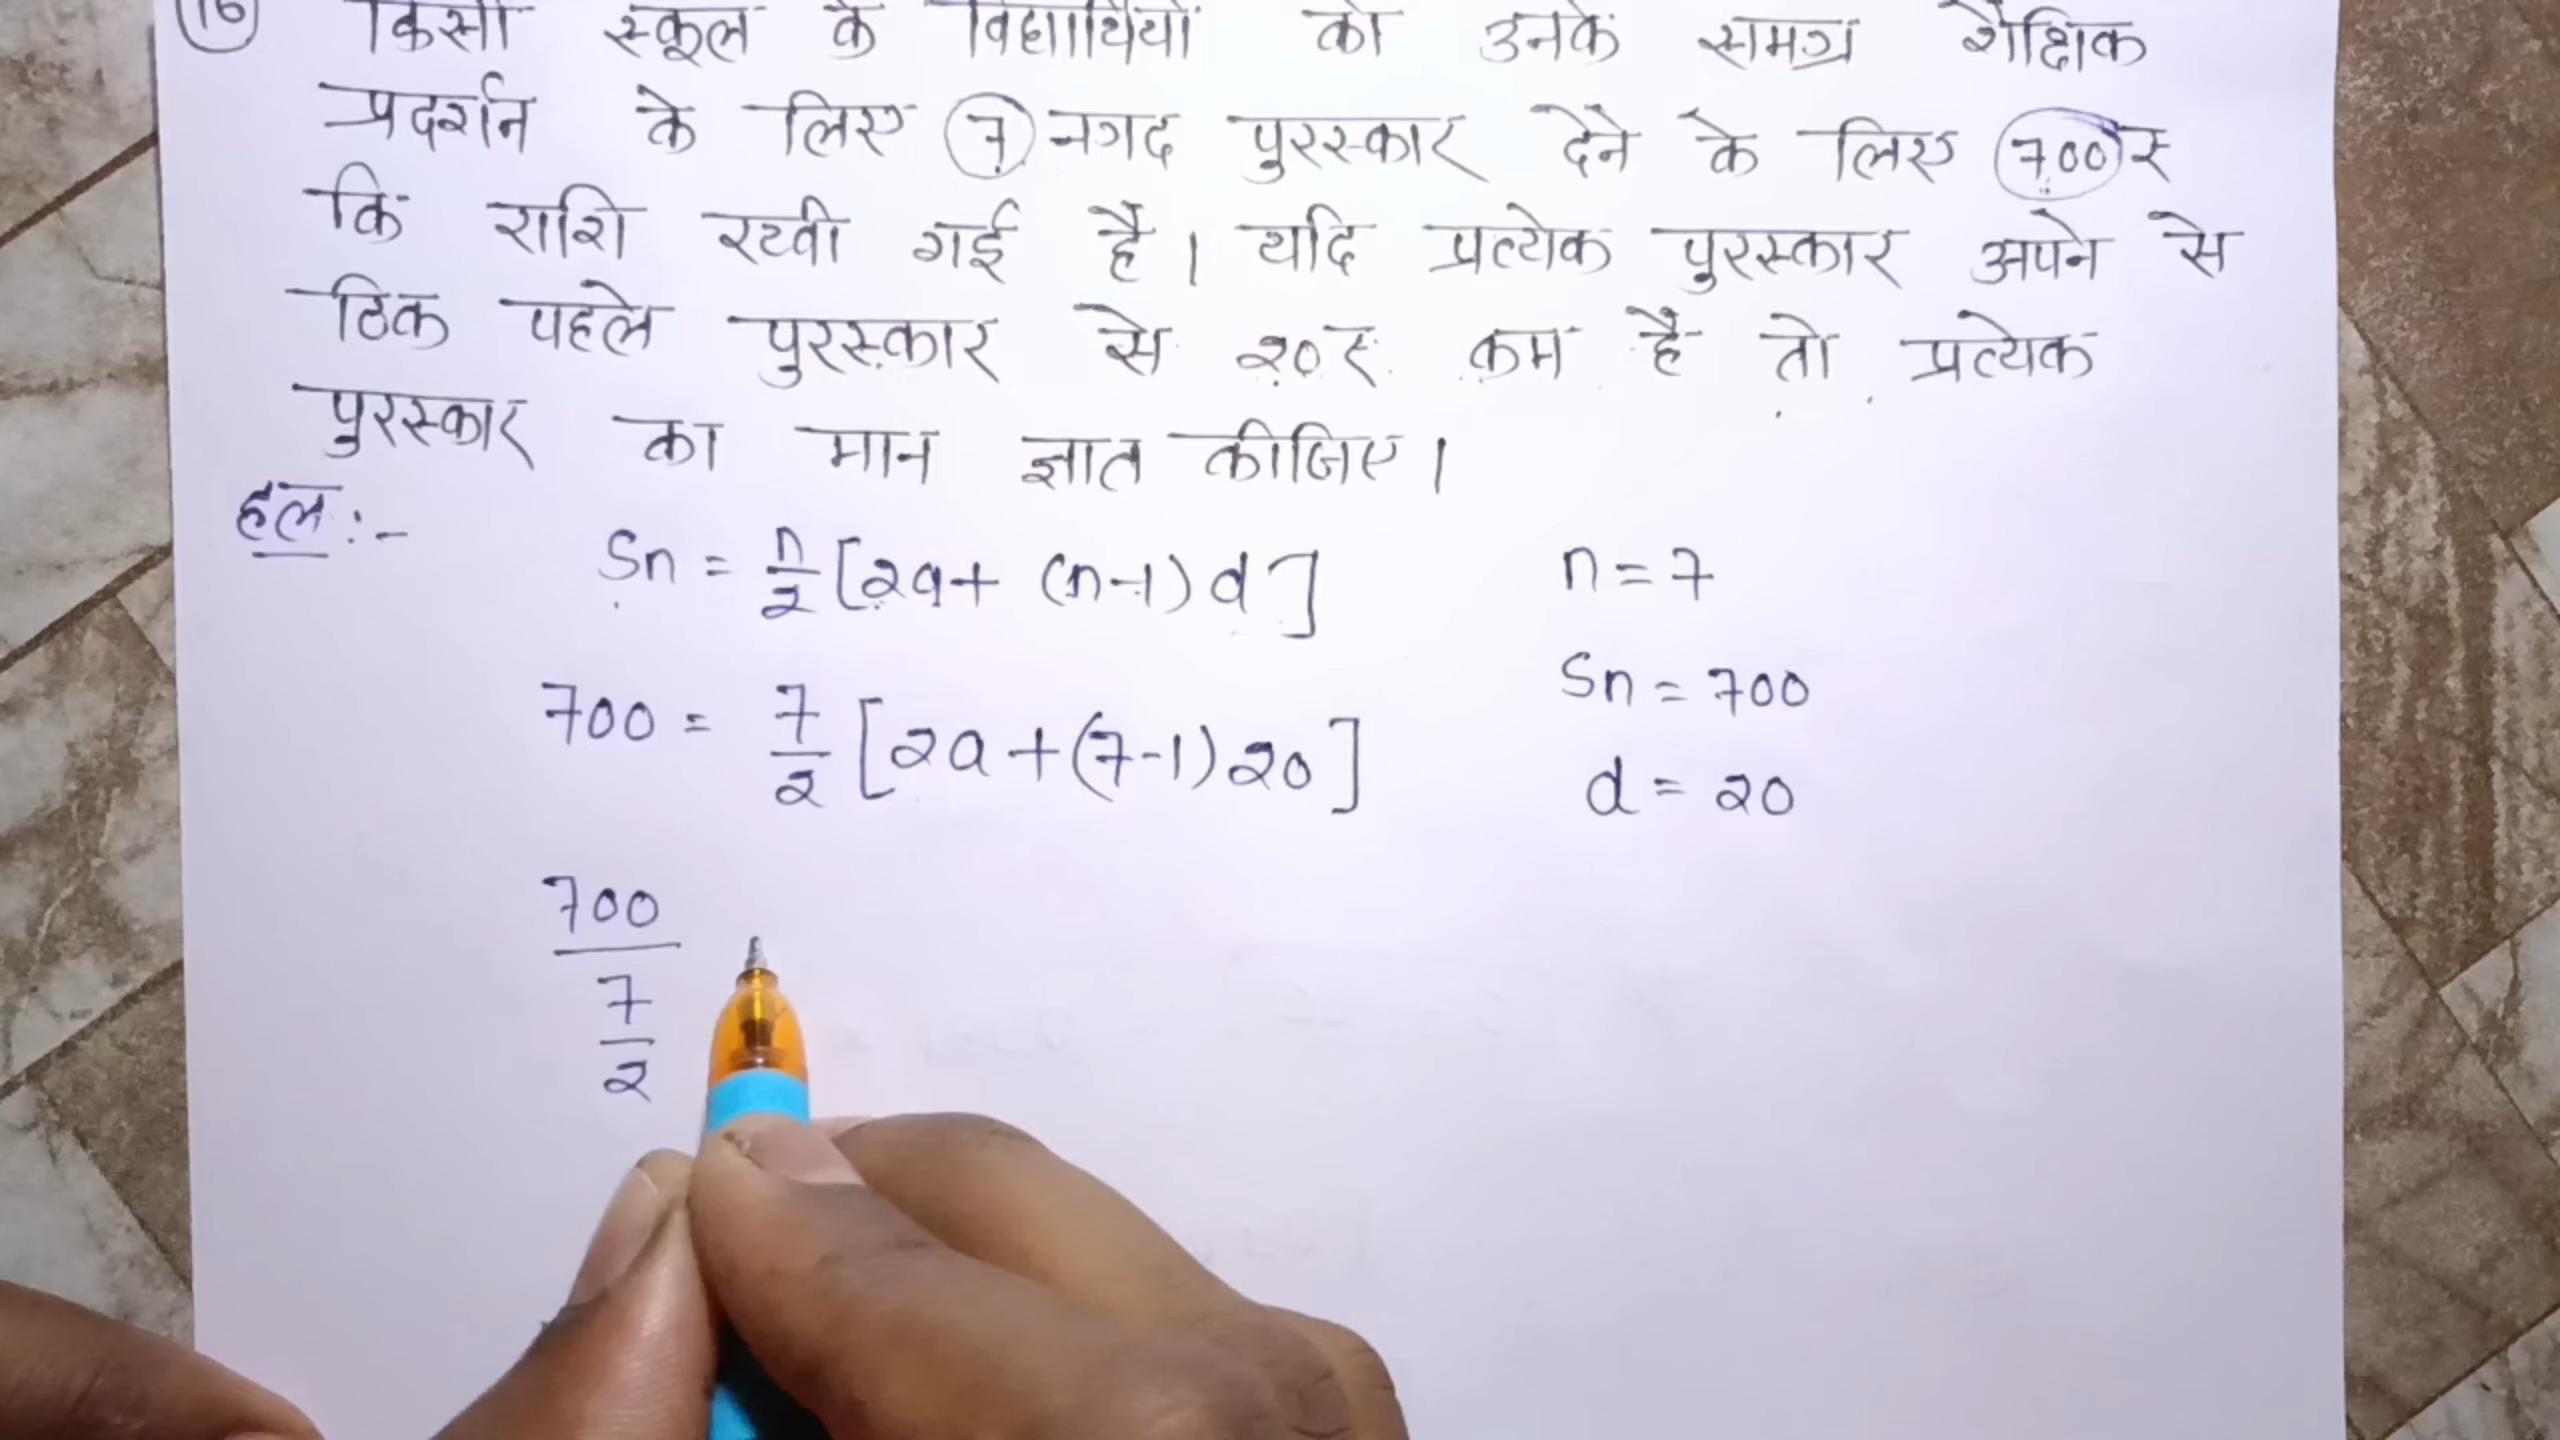 16 किसी स्कूल के विद्यार्थियों को उनके समग्र शैक्षिक
प्रदर्शन के लिए 7 नगद पुरस्कार देने के लिए 700 रु
कि राशि रखी गई है। यदि प्रत्येक पुरस्कार अपने से
ठिक पहले पुरस्कार से 20रु कम है तो प्रत्येक
पुरस्कार का मान ज्ञात कीजिए।
हल :-
Sn = n/2 [2a+ (n-1) d] n = 7
Sn = 700
700 = 7/2 [2a + (7-1) 20]
d = 20
700/(7/2)